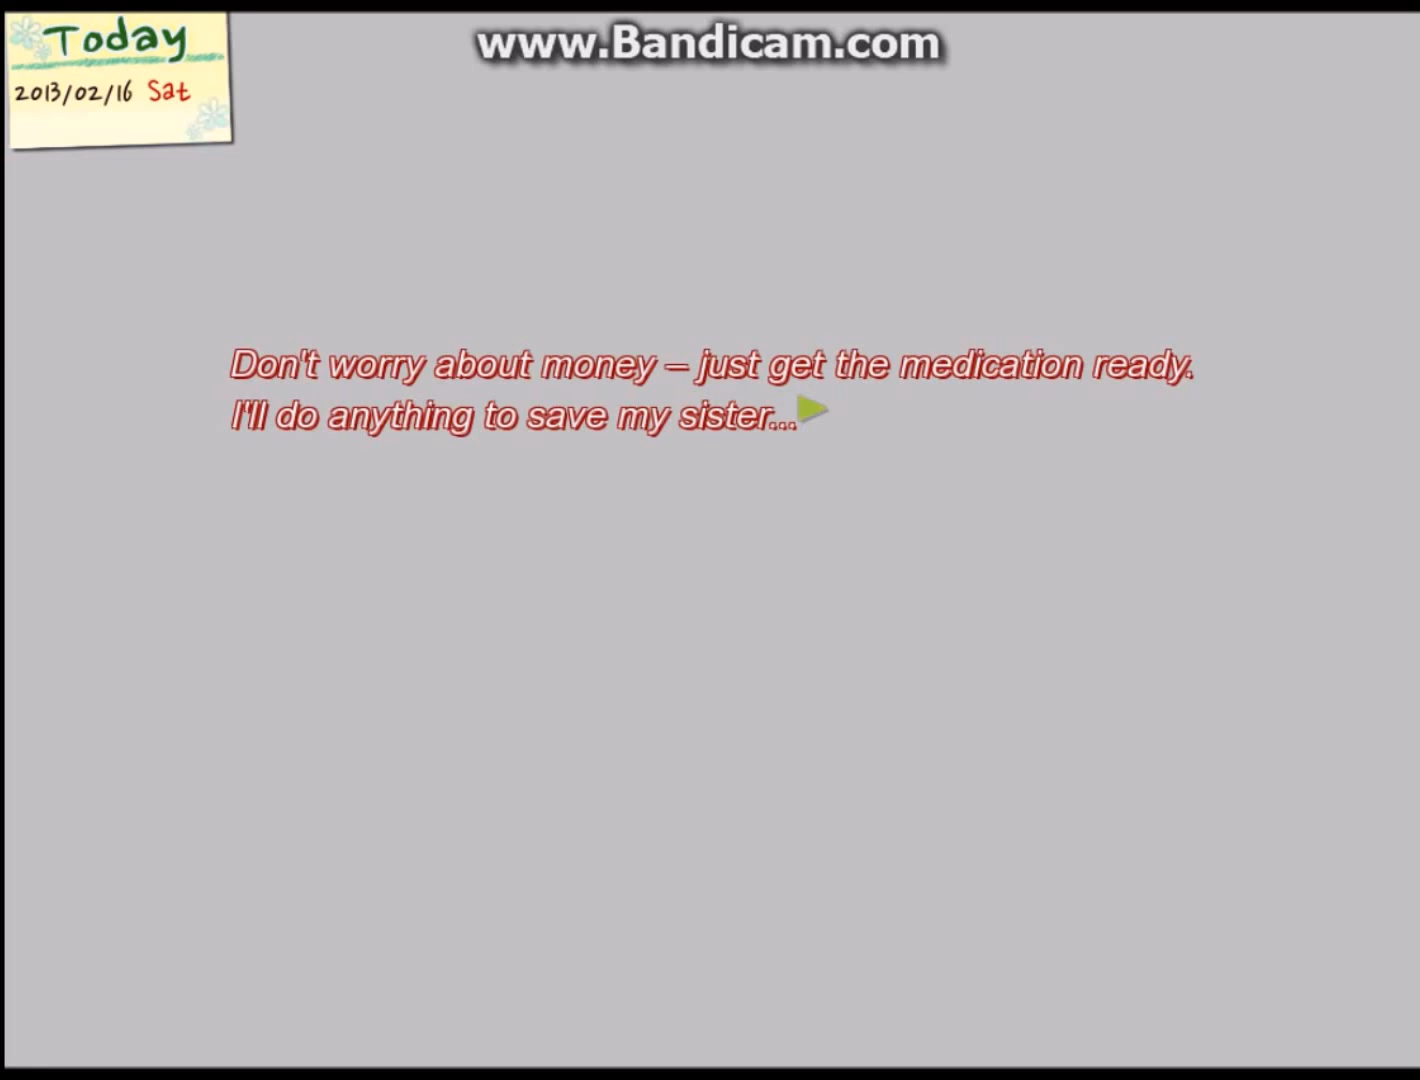 Today
2013/02/16 Sat
www.Bandicam.com
Don't worry about money – just get the medication ready.
I'll do anything to save my sister...